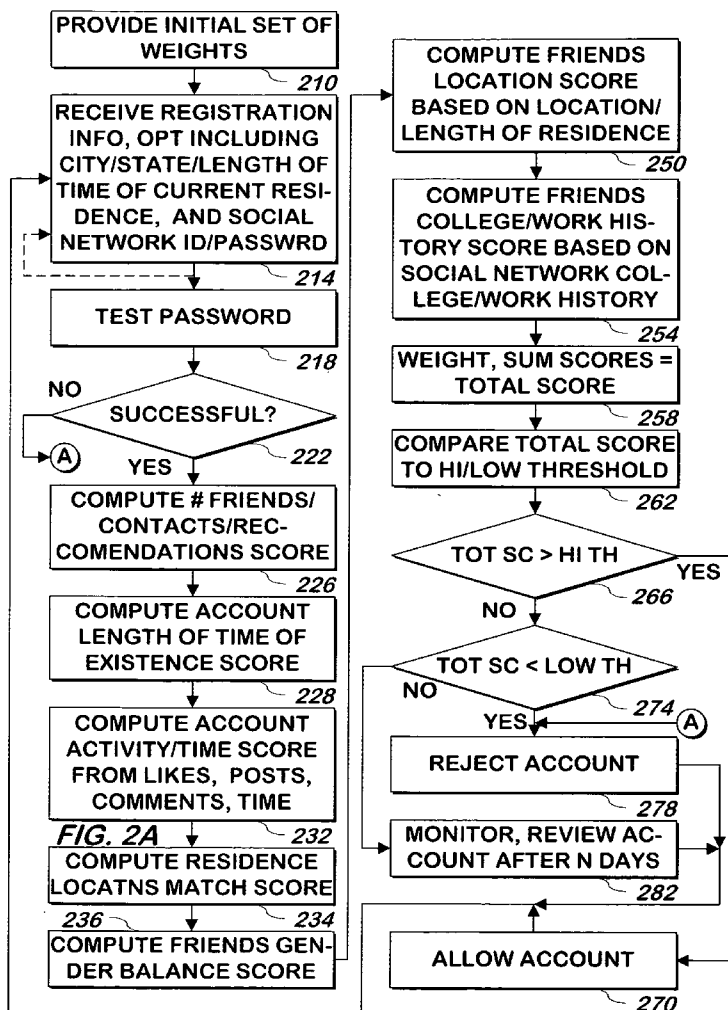 PROVIDE INITIAL SET OF
WEIGHTS
210
RECEIVE REGISTRATION
INFO, OPT INCLUDING
CITY/STATE/LENGTH OF
TIME OF CURRENT RESI-
DENCE, AND SOCIAL
NETWORK ID/PASSWRD
214
TEST PASSWORD
218
NO
SUCCESSFUL?
222
A
YES
COMPUTE # FRIENDS/
CONTACTS/REC-
COMENDATIONS SCORE
226
COMPUTE ACCOUNT
LENGTH OF TIME OF
EXISTENCE SCORE
228
COMPUTE ACCOUNT
ACTIVITY/TIME SCORE
FROM LIKES, POSTS,
COMMENTS, TIME
232
FIG. 2A
COMPUTE RESIDENCE
LOCATNS MATCH SCORE
234
236
COMPUTE FRIENDS GEN-
DER BALANCE SCORE
COMPUTE FRIENDS
LOCATION SCORE
BASED ON LOCATION/
LENGTH OF RESIDENCE
250
COMPUTE FRIENDS
COLLEGE/WORK HIS-
TORY SCORE BASED ON
SOCIAL NETWORK COL-
LEGE/WORK HISTORY
254
WEIGHT, SUM SCORES =
TOTAL SCORE
258
COMPARE TOTAL SCORE
TO HI/LOW THRESHOLD
262
TOT SC > HI TH
YES
266
NO
TOT SC < LOW TH
NO
274
YES
A
REJECT ACCOUNT
278
MONITOR, REVIEW AC-
COUNT AFTER N DAYS
282
ALLOW ACCOUNT
270